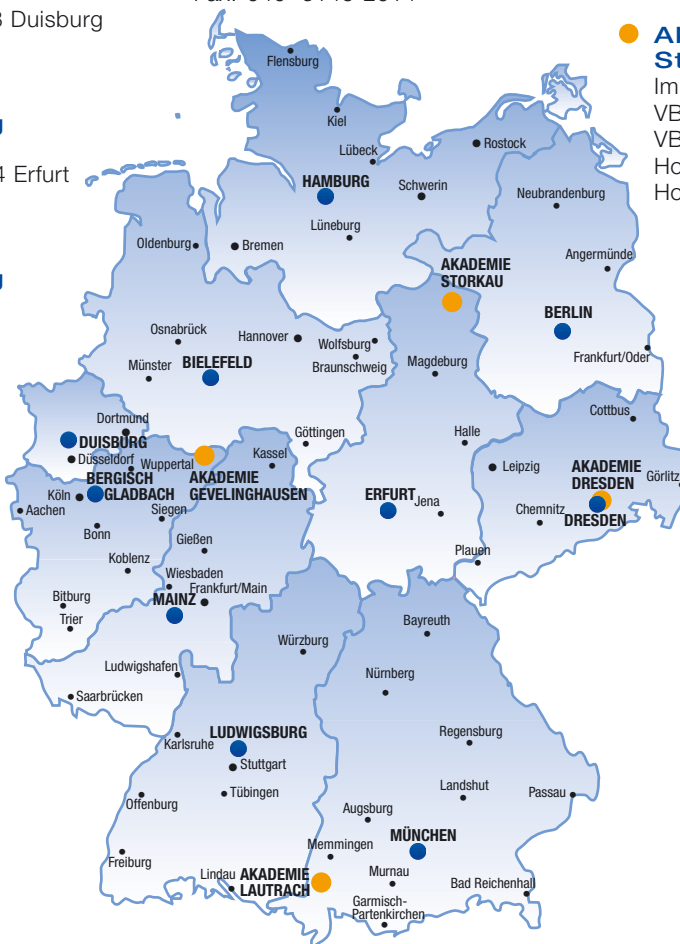 Duisburg
Erfurt
Im
VB
VB
Flensburg
Kiel
Lübeck
Rostock
HAMBURG
Schwerin
Neubrandenburg
Lüneburg
Oldenburg
Bremen
Angermünde
AKADEMIE
STORKAU
BERLIN
Osnabrück
Hannover
Wolfsburg
Braunschweig
Frankfurt/Oder
Münster
BIELEFELD
Magdeburg
Cottbus
Dortmund
DUISBURG
Göttingen
Halle
Düsseldorf
Wuppertal
Kassel
Leipzig
BERGISCH
GLADBACH
AKADEMIE
GEVELINGHAUSEN
AKADEMIE
DRESDEN
Görlitz
Köln
ERFURT
Jena
Aachen
Siegen
Chemnitz
DRESDEN
Bonn
Gießen
Plauen
Koblenz
Wiesbaden
Frankfurt/Main
Bitburg
MAINZ
Trier
Bayreuth
Würzburg
Ludwigshafen
Nürnberg
Saarbrücken
LUDWIGSBURG
Karlsruhe
Regensburg
Stuttgart
Tübingen
Offenburg
Landshut
Passau
Augsburg
MÜNCHEN
Memmingen
Freiburg
Lindau
AKADEMIE
LAUTRACH
Murnau
Bad Reichenhall
Garmisch-
Partenkirchen